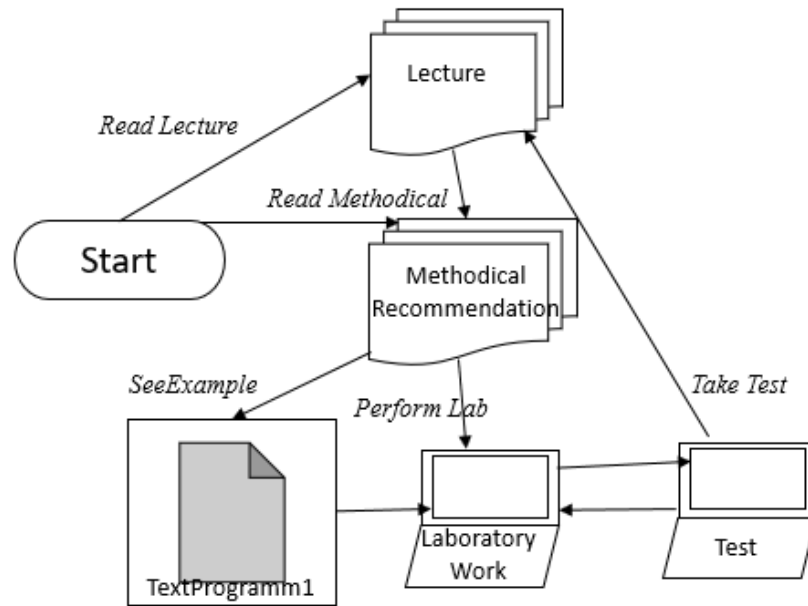 Lecture
Read Lecture
Read Methodical
Start
Methodical
Recommendation
SeeExample
Perform Lab
Take Test
Laboratory
Work
Test
TextProgramm1